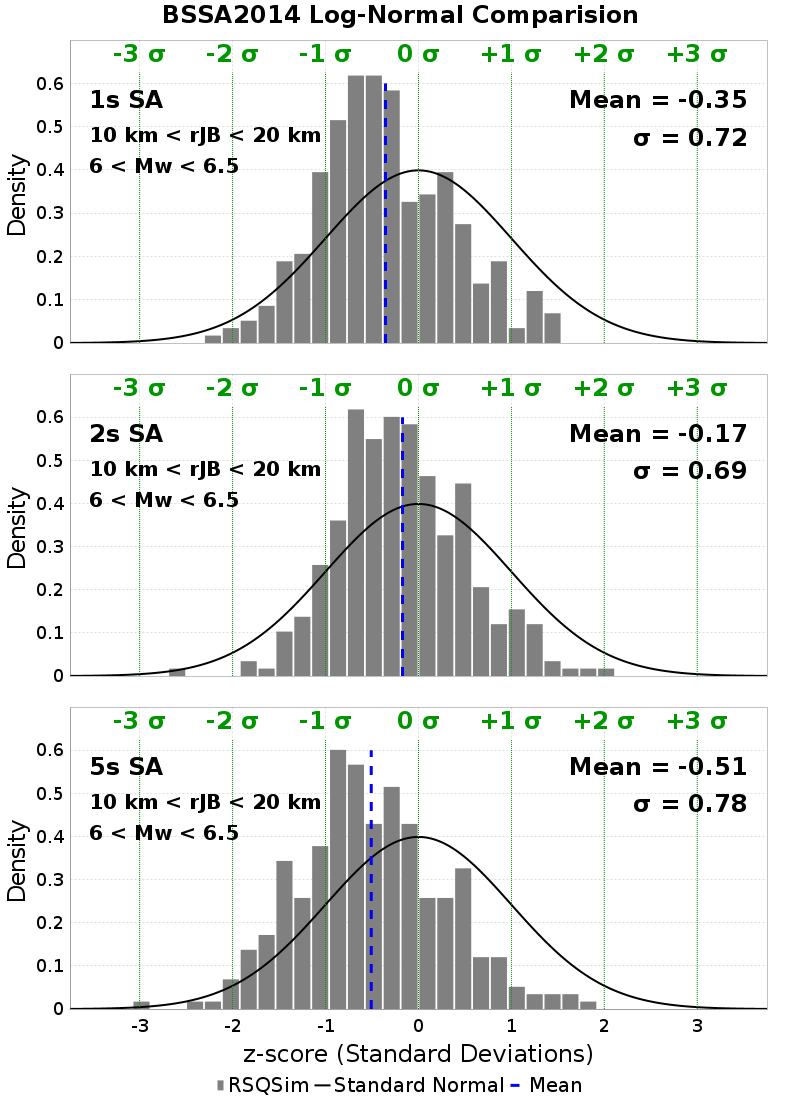 BSSA2014 Log-Normal Comparision
-3 σ -2 σ -1 σ 0 σ +1 σ +2 σ +3 σ
1s SA
10 km < rJB < 20 km
6 < Mw < 6.5
Mean = -0.35
σ = 0.72
Density
0.6
0.5
0.4
0.3
0.2
0.1
0
-3 σ -2 σ -1 σ 0 σ +1 σ +2 σ +3 σ
2s SA
10 km < rJB < 20 km
6 < Mw < 6.5
Mean = -0.17
σ = 0.69
Density
0.6
0.5
0.4
0.3
0.2
0.1
0
-3 σ -2 σ -1 σ 0 σ +1 σ +2 σ +3 σ
5s SA
10 km < rJB < 20 km
6 < Mw < 6.5
Mean = -0.51
σ = 0.78
Density
0.6
0.5
0.4
0.3
0.2
0.1
0
-3 -2 -1 0 1 2 3
z-score (Standard Deviations)
RSQSim Standard Normal Mean